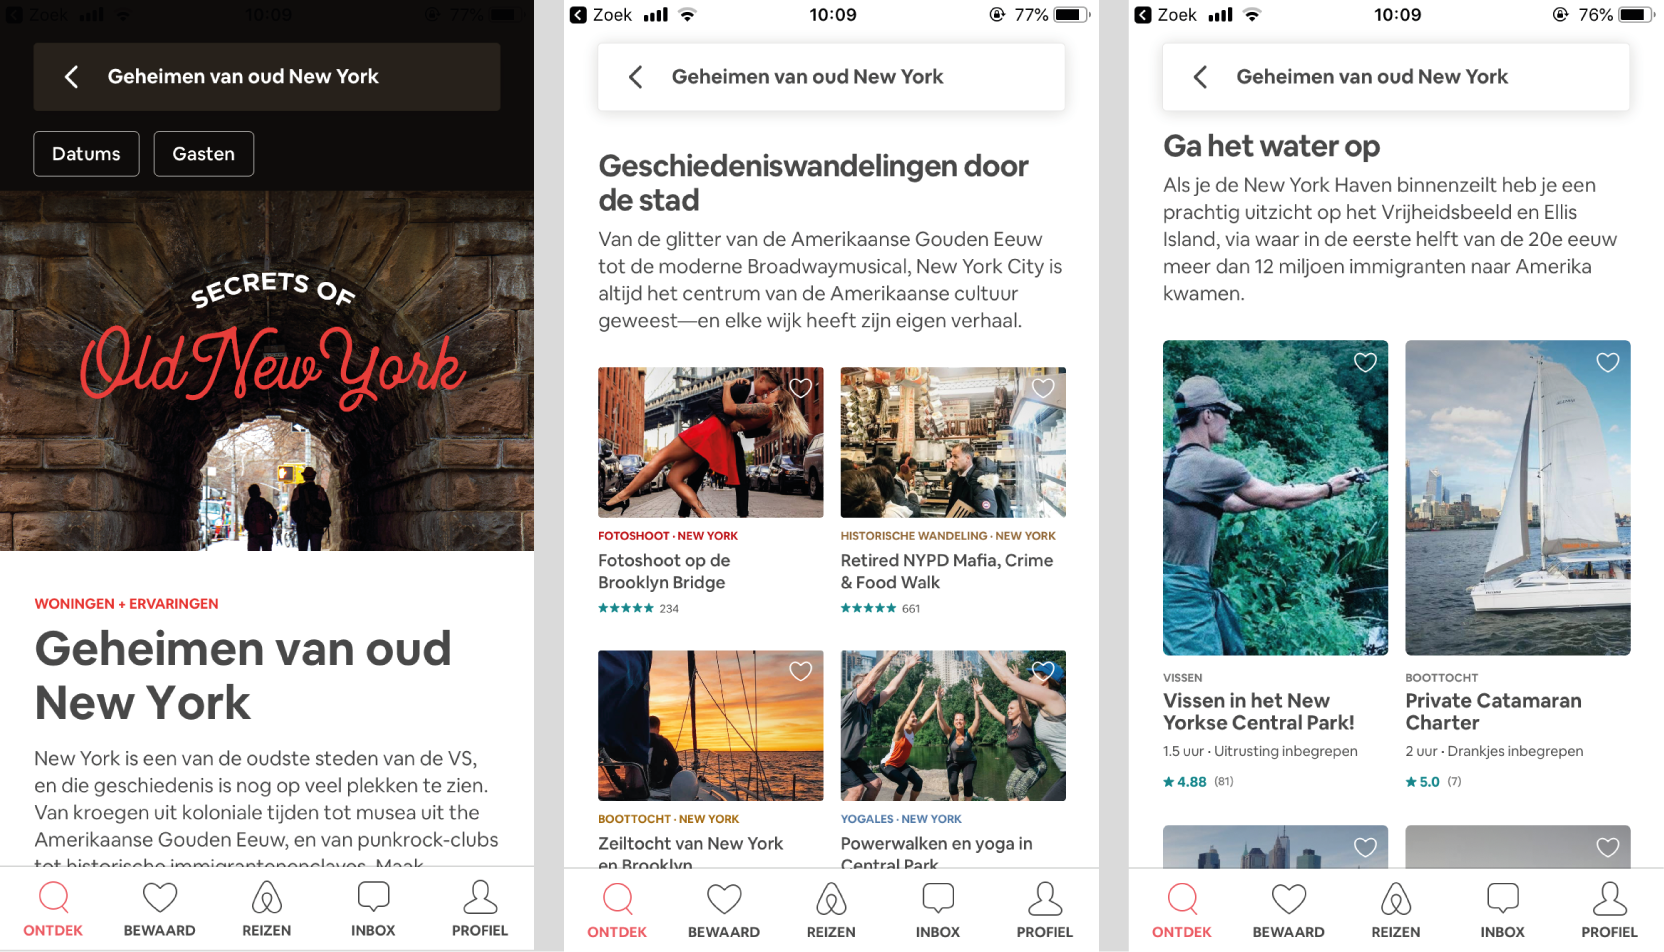 Zoek
10:09
77%
Geheimen van oud New York
Datums
Gasten
SECRETS OF
Old New York
WONINGEN + ERVARINGEN
Geheimen van oud
New York
New York is een van de oudste steden van de VS,
en die geschiedenis is nog op veel plekken te zien.
Van kroegen uit koloniale tijden tot musea uit the
Amerikaanse Gouden Eeuw, en van punkrock-clubs
tot historische immigrantenenclaves. Maak
ONTDEK
BEWAARD
REIZEN
INBOX
PROFIEL
Zoek
10:09
77%
Geheimen van oud New York
Geschiedeniswandelingen door
de stad
Van de glitter van de Amerikaanse Gouden Eeuw
tot de moderne Broadwaymusical, New York City is
altijd het centrum van de Amerikaanse cultuur
geweest—en elke wijk heeft zijn eigen verhaal.
FOTOSHOOT · NEW YORK
Fotoshoot op de
Brooklyn Bridge
★★★★★ 234
HISTORISCHE WANDELING · NEW YORK
Retired NYPD Mafia, Crime
& Food Walk
★★★★★ 661
BOOTTOCHT · NEW YORK
Zeiltocht van New York
en Brooklyn
YOGALES · NEW YORK
Powerwalken en yoga in
Central Park
ONTDEK
BEWAARD
REIZEN
INBOX
PROFIEL
Zoek
10:09
76%
Geheimen van oud New York
Ga het water op
Als je de New York Haven binnenzeilt heb je een
prachtig uitzicht op het Vrijheidsbeeld en Ellis
Island, via waar in de eerste helft van de 20e eeuw
meer dan 12 miljoen immigranten naar Amerika
kwamen.
VISSEN
Vissen in het New
Yorkse Central Park!
1.5 uur · Uitrusting inbegrepen
★ 4.88 (81)
BOOTTOCHT
Private Catamaran
Charter
2 uur · Drankjes inbegrepen
★ 5.0 (7)
ONTDEK
BEWAARD
REIZEN
INBOX
PROFIEL